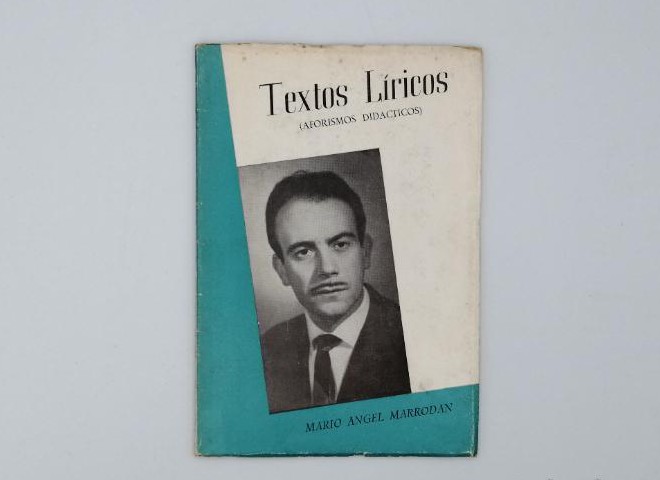 Textos Líricos
(AFORISMOS DIDACTICOS)
MARIO ANGEL MARRODAN